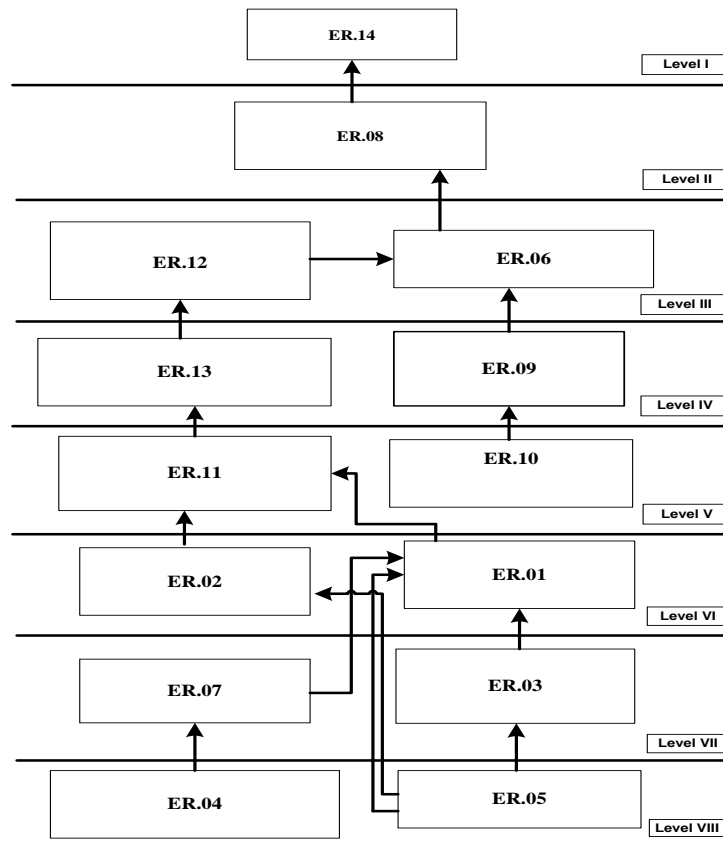 ER.14
Level I
ER.08
Level II
ER.12
ER.06
Level III
ER.13
ER.09
Level IV
ER.11
ER.10
Level V
ER.02
ER.01
Level VI
ER.07
ER.03
Level VII
ER.04
ER.05
Level VIII